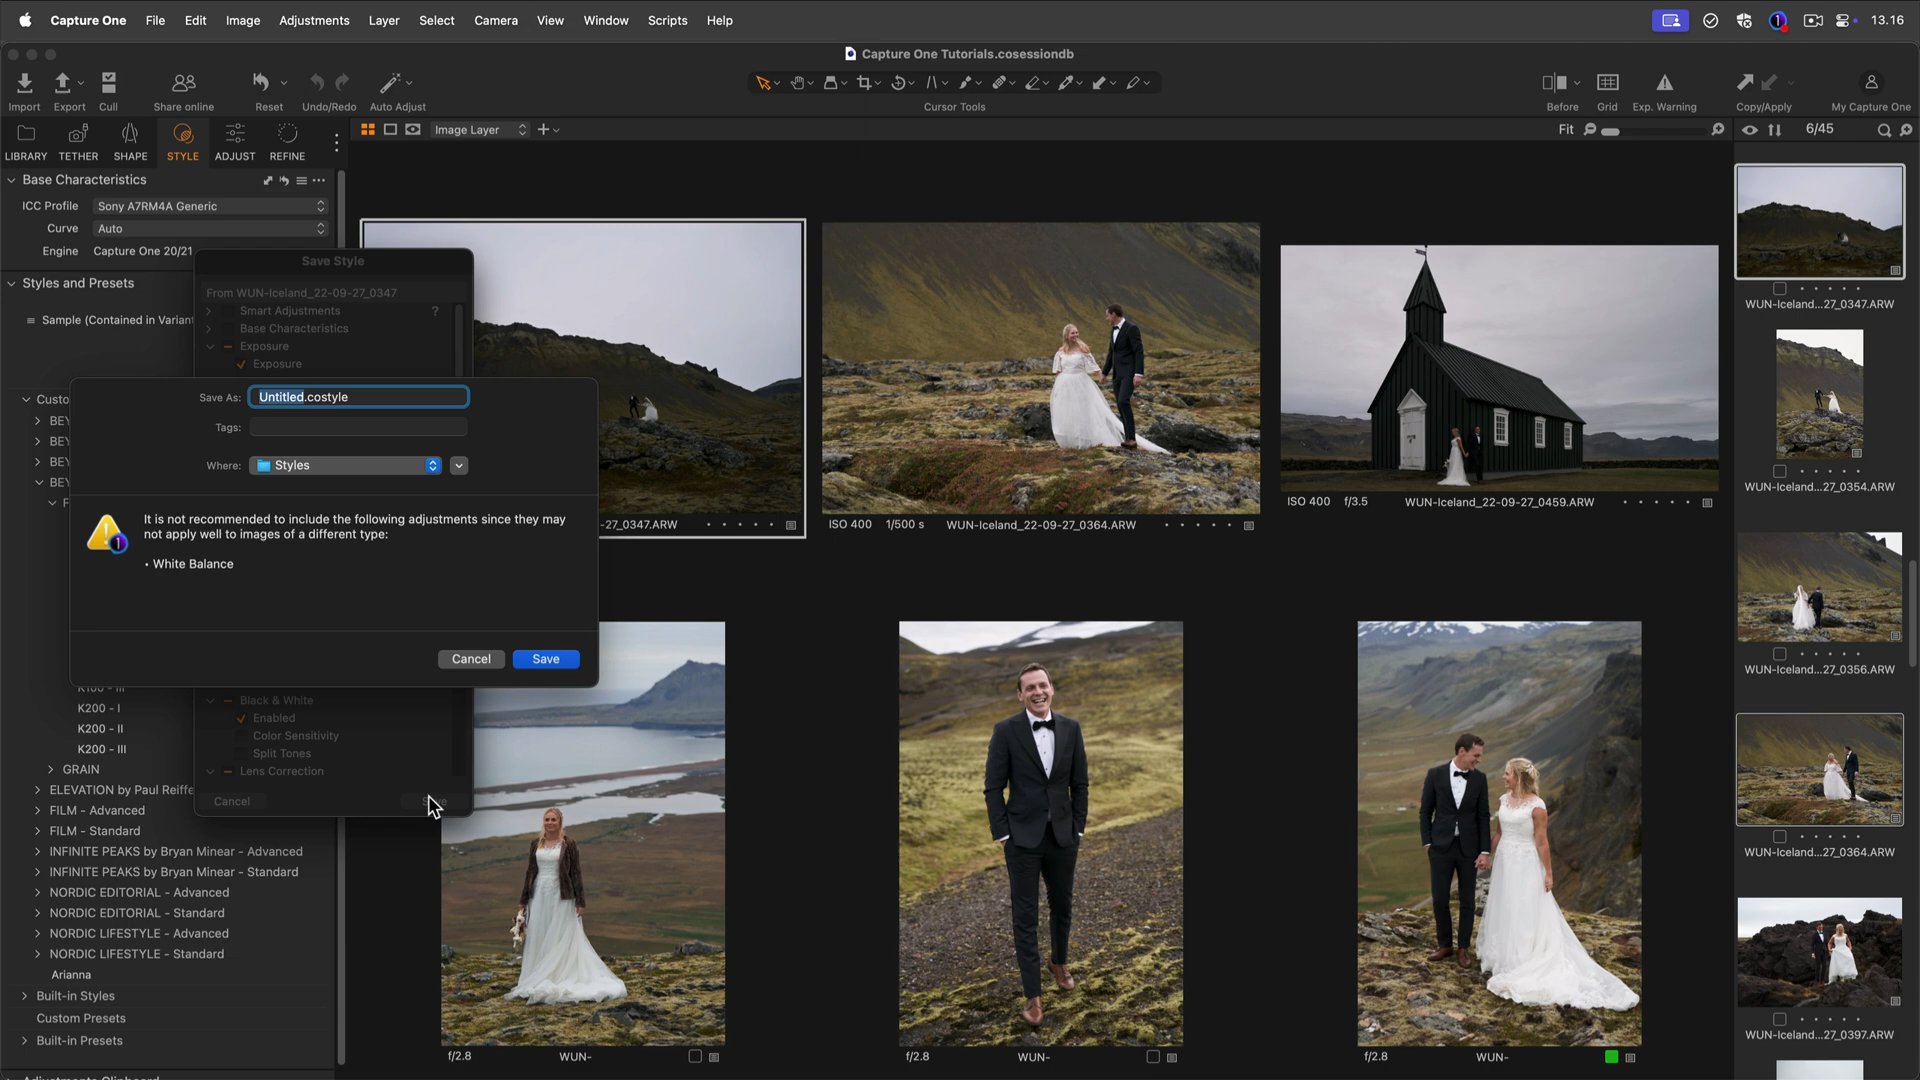 Capture One File Edit Image Adjustments Layer Select Camera View Window Scripts Help 13.16
Capture One Tutorials.cosessiondb
Import Export Cull Share online Reset Undo/Redo Auto Adjust Cursor Tools Before Grid Exp. Warning Copy/Apply My Capture One
LIBRARY TETHER SHAPE STYLE ADJUST REFINE
Image Layer
Fit
6/45
Base Characteristics
ICC Profile Sony A7RM4A Generic
Curve Auto
Engine Capture One 20/21
Styles and Presets
Sample (Contained in Variant
Custo
BEY
BEY
BEY
BEY
F
K200 - I
K200 - II
K200 - III
GRAIN
ELEVATION by Paul Reiffe
FILM - Advanced
FILM - Standard
INFINITE PEAKS by Bryan Minear - Advanced
INFINITE PEAKS by Bryan Minear - Standard
NORDIC EDITORIAL - Advanced
NORDIC EDITORIAL - Standard
NORDIC LIFESTYLE - Advanced
NORDIC LIFESTYLE - Standard
Arianna
Built-in Styles
Custom Presets
Built-in Presets
Save Style
From WUN-Iceland_22-09-27_0347
Smart Adjustments ?
Base Characteristics
Exposure
Exposure
Save As: Untitled.costyle
Tags:
Where: Styles
It is not recommended to include the following adjustments since they may
not apply well to images of a different type:
• White Balance
Cancel Save
Black & White
Enabled
Color Sensitivity
Split Tones
Lens Correction
Cancel
-27_0347.ARW
ISO 400 1/500 s WUN-Iceland_22-09-27_0364.ARW
ISO 400 f/3.5 WUN-Iceland_22-09-27_0459.ARW
f/2.8 WUN-
f/2.8 WUN-
f/2.8 WUN-
WUN-Iceland...27_0347.ARW
WUN-Iceland...27_0354.ARW
WUN-Iceland...27_0356.ARW
WUN-Iceland...27_0364.ARW
WUN-Iceland...27_0397.ARW